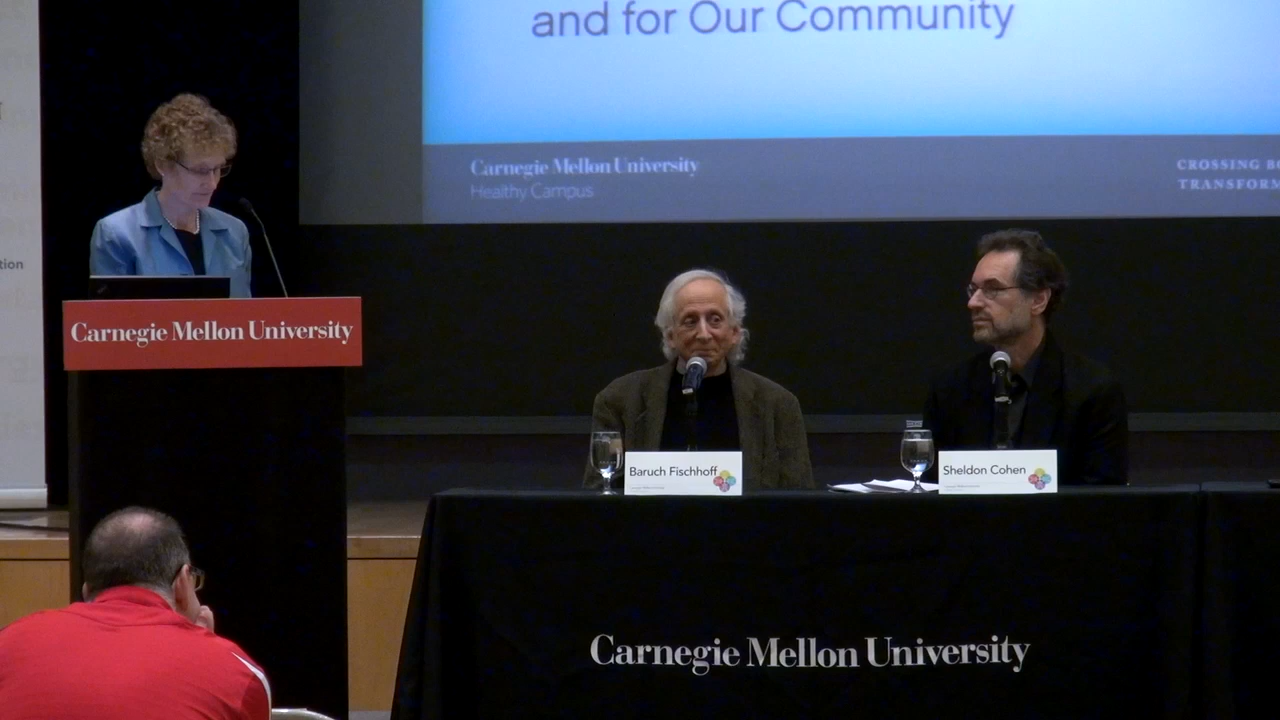 and for Our Community
Carnegie Mellon University
Healthy Campus
CROSSING BO
TRANSFORM
tion
Carnegie Mellon University
Baruch Fischhoff
Sheldon Cohen
Carnegie Mellon University